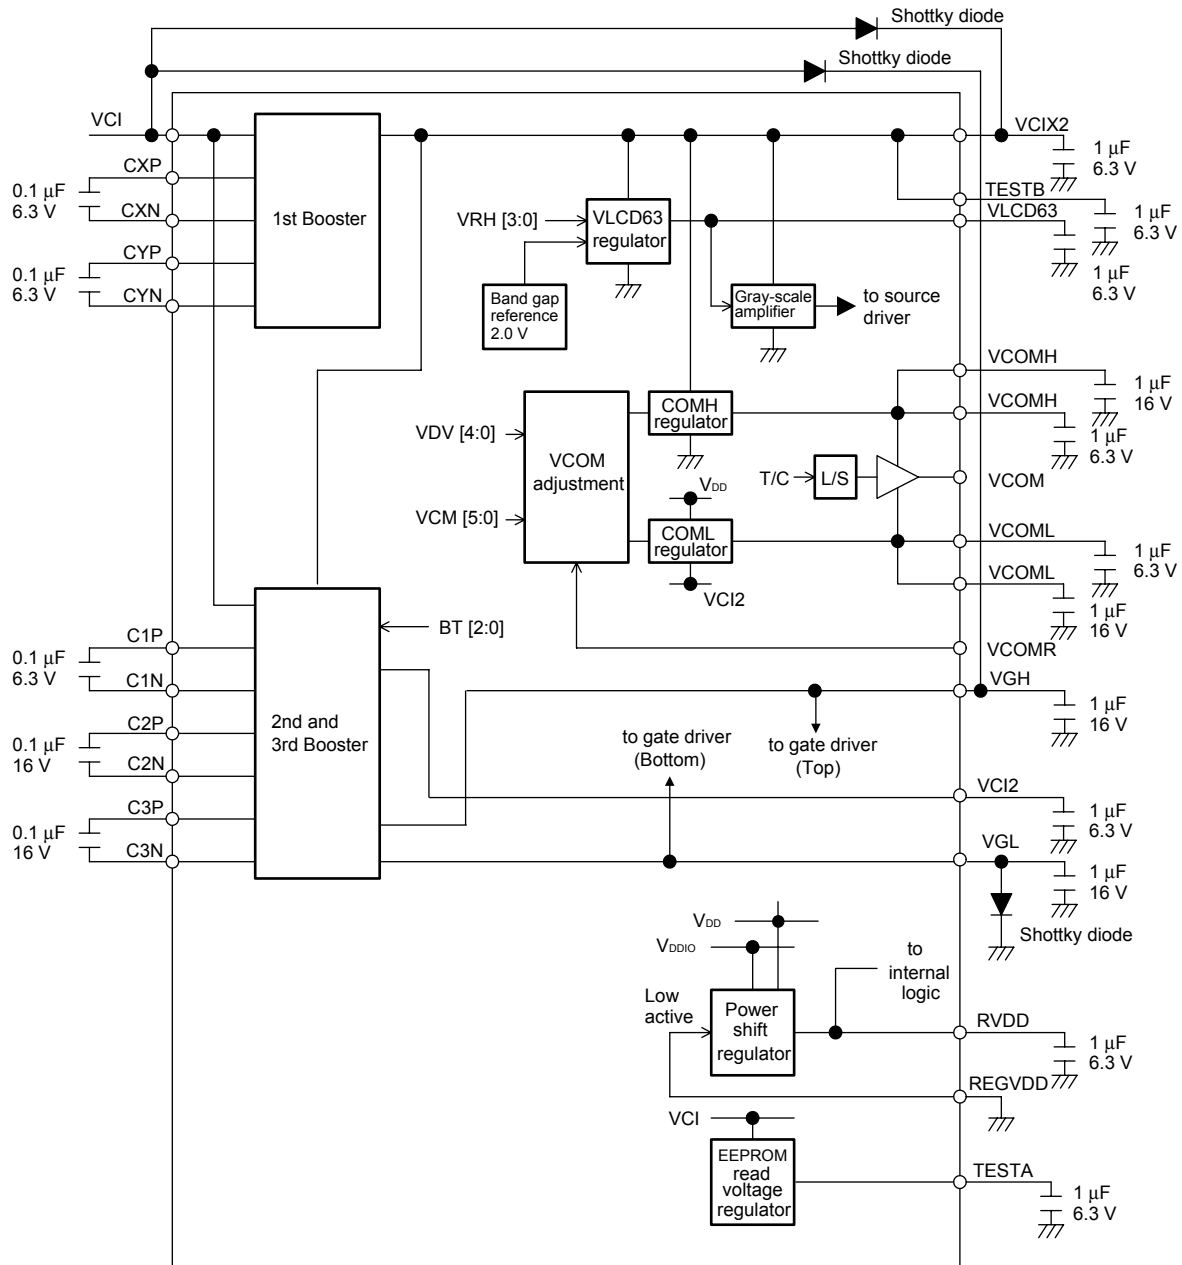 Shottky diode
Shottky diode
VCI
VCIX2
1 µF
6.3 V
CXP
0.1 µF
6.3 V
CXN
CYP
0.1 µF
6.3 V
CYN
1st Booster
VRH [3:0]
VLCD63
regulator
TESTB
VLCD63
1 µF
6.3 V
1 µF
6.3 V
Band gap
reference
2.0 V
Gray-scale
amplifier
to source
driver
VCOMH
1 µF
16 V
VCOMH
1 µF
6.3 V
COMH
regulator
VDV [4:0]
VCOM
adjustment
VCM [5:0]
T/C
L/S
VCOM
VDD
COML
regulator
VCI2
VCOML
1 µF
6.3 V
VCOML
1 µF
16 V
BT [2:0]
VCOMR
C1P
0.1 µF
6.3 V
C1N
VGH
1 µF
16 V
C2P
0.1 µF
16 V
C2N
2nd and
3rd Booster
to gate driver
(Bottom)
to gate driver
(Top)
VCI2
1 µF
6.3 V
C3P
0.1 µF
16 V
C3N
VGL
1 µF
16 V
Shottky diode
VDD
VDDIO
to
internal
logic
Low
active
Power
shift
regulator
RVDD
1 µF
6.3 V
REGVDD
VCI
EEPROM
read
voltage
regulator
TESTA
1 µF
6.3 V